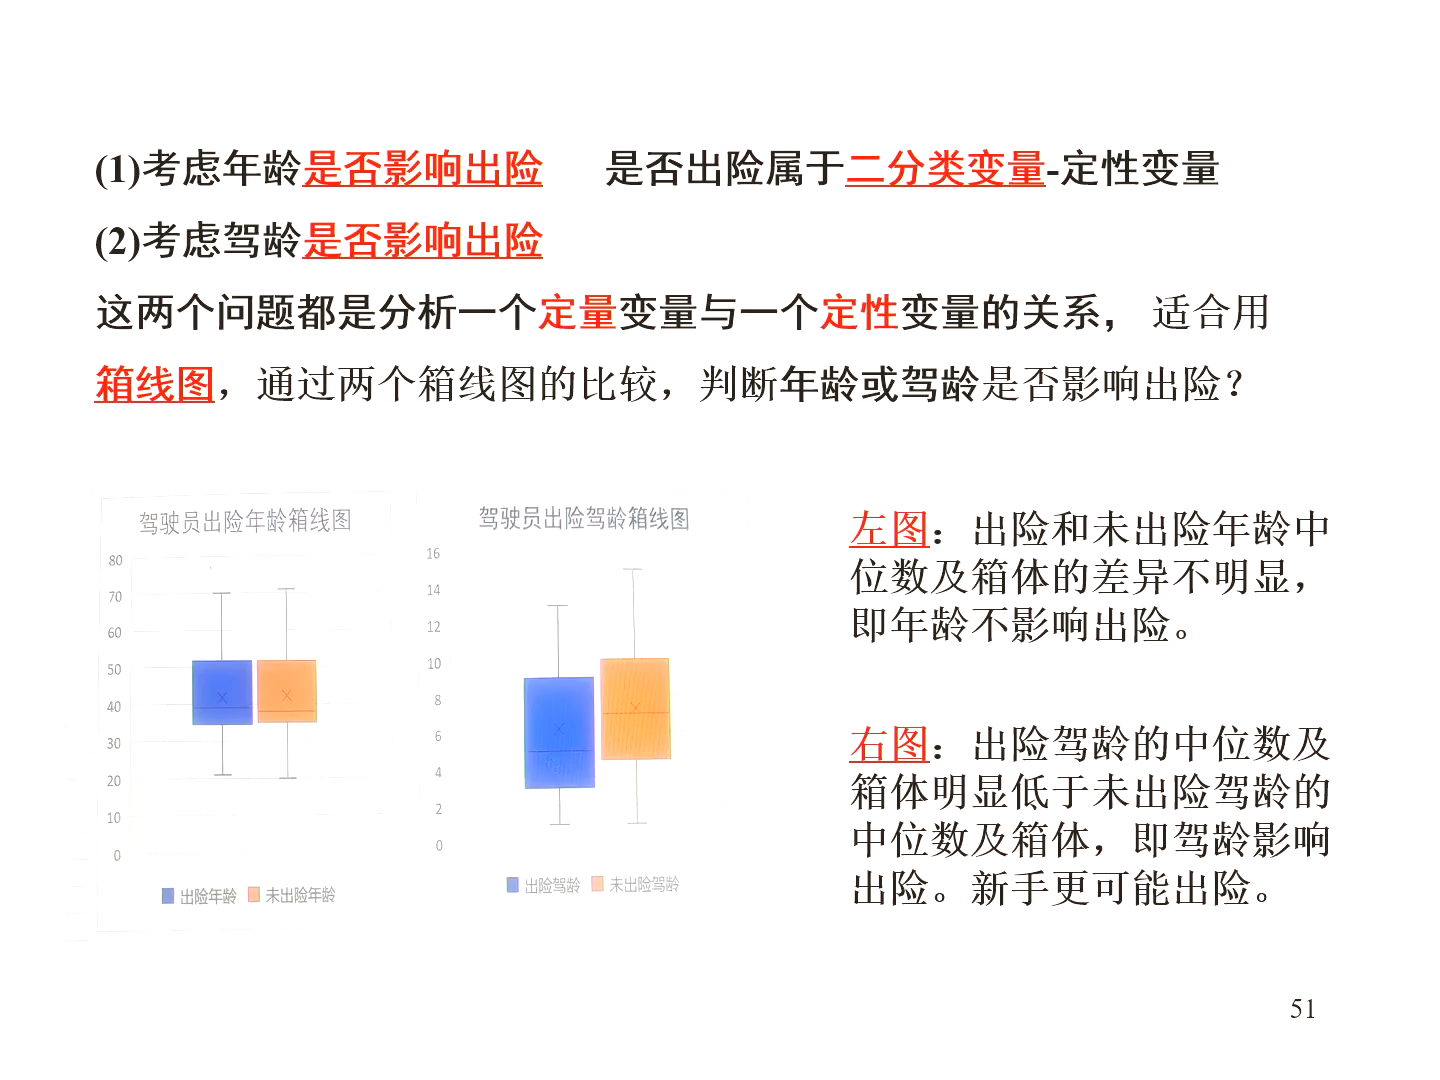 (1)考虑年龄是否影响出险 是否出险属于二分类变量-定性变量
(2)考虑驾龄是否影响出险
这两个问题都是分析一个定量变量与一个定性变量的关系， 适合用
箱线图，通过两个箱线图的比较，判断年龄或驾龄是否影响出险？
驾驶员出险年龄箱线图
80
70
60
50
40
30
20
10
0
出险年龄 未出险年龄
驾驶员出险驾龄箱线图
16
14
12
10
8
6
4
2
0
出险驾龄 未出险驾龄
左图：出险和未出险年龄中
位数及箱体的差异不明显，
即年龄不影响出险。
右图：出险驾龄的中位数及
箱体明显低于未出险驾龄的
中位数及箱体，即驾龄影响
出险。新手更可能出险。
51